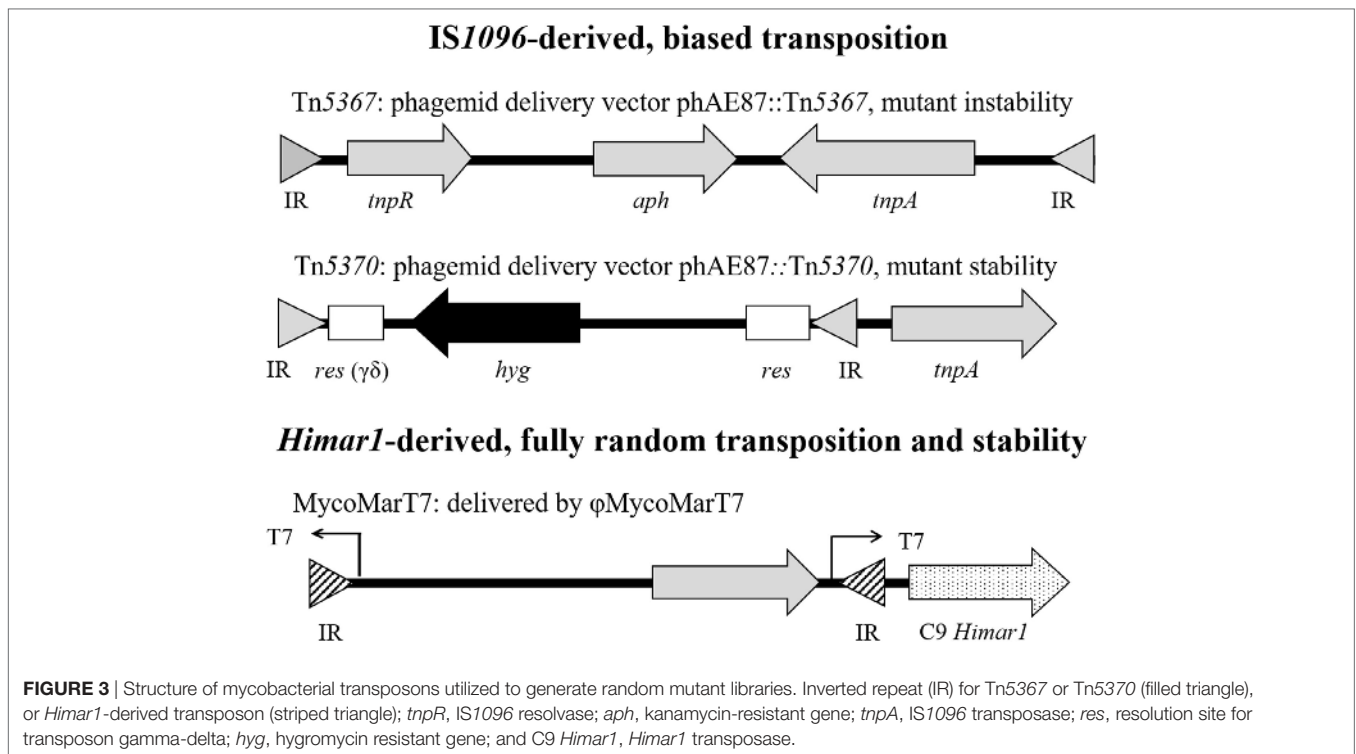 IS1096-derived, biased transposition
Tn5367: phagemid delivery vector phAE87::Tn5367, mutant instability
IR tnpR aph tnpA IR
Tn5370: phagemid delivery vector phAE87::Tn5370, mutant stability
IR res (γδ) hyg res IR tnpA
Himar1-derived, fully random transposition and stability
MycoMarT7: delivered by φMycoMarT7
T7 T7
IR IR C9 Himar1
FIGURE 3 | Structure of mycobacterial transposons utilized to generate random mutant libraries. Inverted repeat (IR) for Tn5367 or Tn5370 (filled triangle),
or Himar1-derived transposon (striped triangle); tnpR, IS1096 resolvase; aph, kanamycin-resistant gene; tnpA, IS1096 transposase; res, resolution site for
transposon gamma-delta; hyg, hygromycin resistant gene; and C9 Himar1, Himar1 transposase.